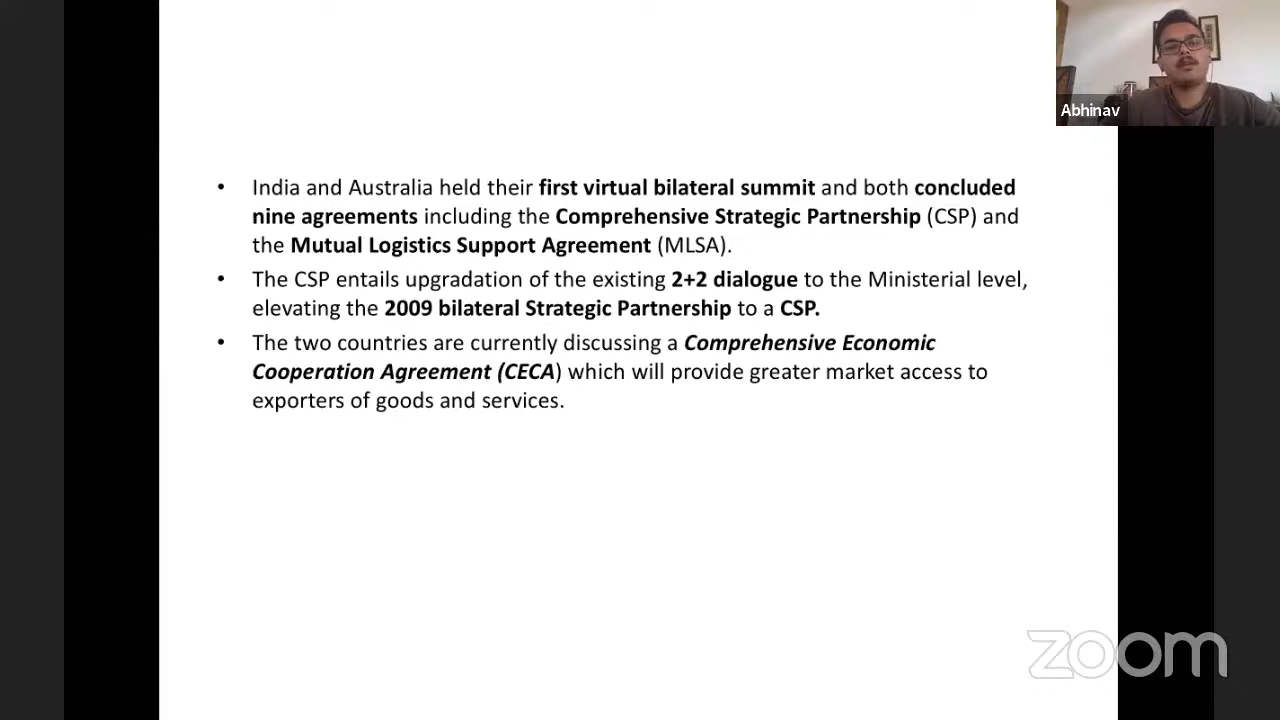 Abhinav
• India and Australia held their first virtual bilateral summit and both concluded
nine agreements including the Comprehensive Strategic Partnership (CSP) and
the Mutual Logistics Support Agreement (MLSA).
• The CSP entails upgradation of the existing 2+2 dialogue to the Ministerial level,
elevating the 2009 bilateral Strategic Partnership to a CSP.
• The two countries are currently discussing a Comprehensive Economic
Cooperation Agreement (CECA) which will provide greater market access to
exporters of goods and services.
zoom